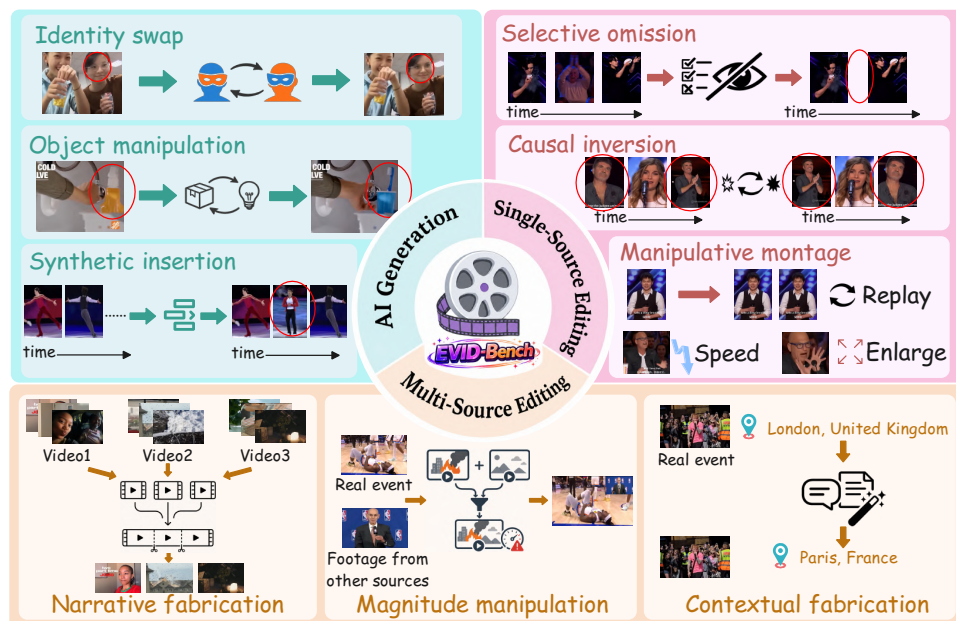 Identity swap
Object manipulation
COLD
LVE
COLD
LVE
Synthetic insertion
time
time
Selective omission
time
time
Causal inversion
time
time
Manipulative montage
Replay
Speed
Enlarge
AI Generation
Single-Source Editing
Multi-Source Editing
EVID-Bench
Video1
Video2
Video3
Narrative fabrication
Real event
Footage from
other sources
Magnitude manipulation
Real event
London, United Kingdom
Paris, France
Contextual fabrication